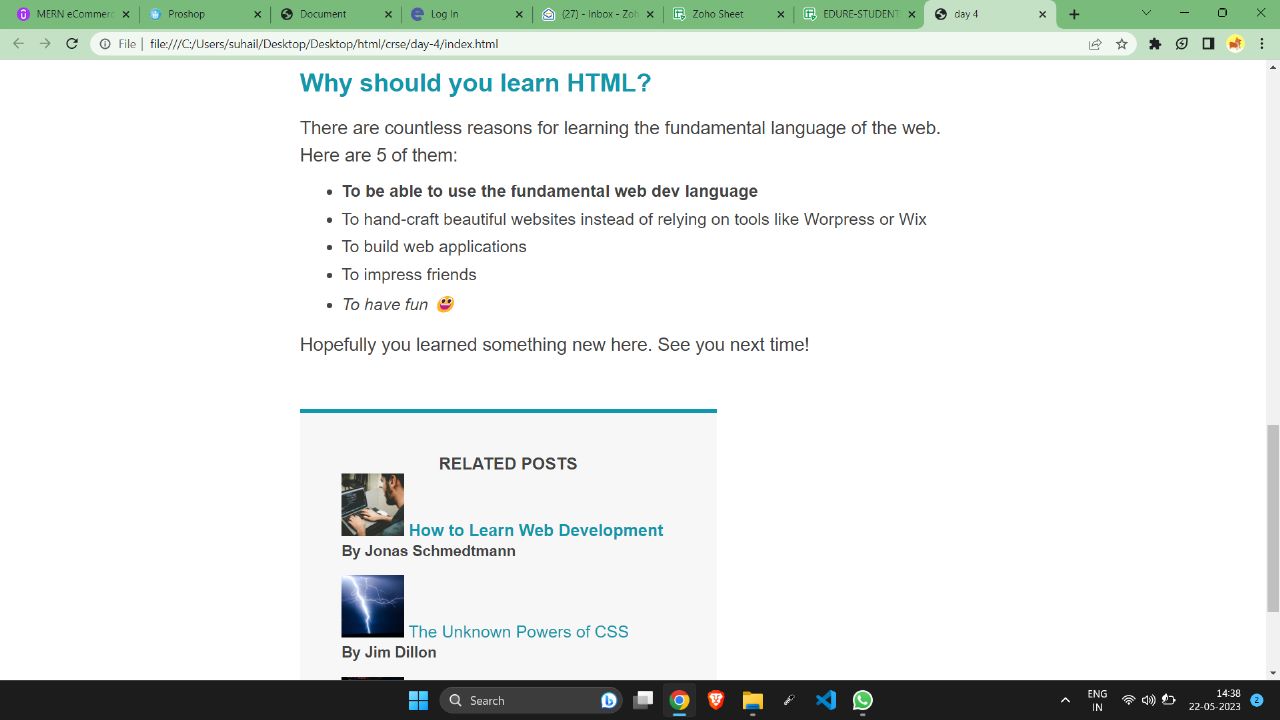 MERN eCommerc
Proshop
Document
Log In
(27) - Inbox - Zoh
Zoho Sheet
EDURE-STUDENT
day 4
File | file:///C:/Users/suhail/Desktop/Desktop/html/crse/day-4/index.html
Why should you learn HTML?
There are countless reasons for learning the fundamental language of the web.
Here are 5 of them:
To be able to use the fundamental web dev language
To hand-craft beautiful websites instead of relying on tools like Worpress or Wix
To build web applications
To impress friends
To have fun 😀
Hopefully you learned something new here. See you next time!
RELATED POSTS
How to Learn Web Development
By Jonas Schmedtmann
The Unknown Powers of CSS
By Jim Dillon
Search
ENG
IN
14:38
22-05-2023
2